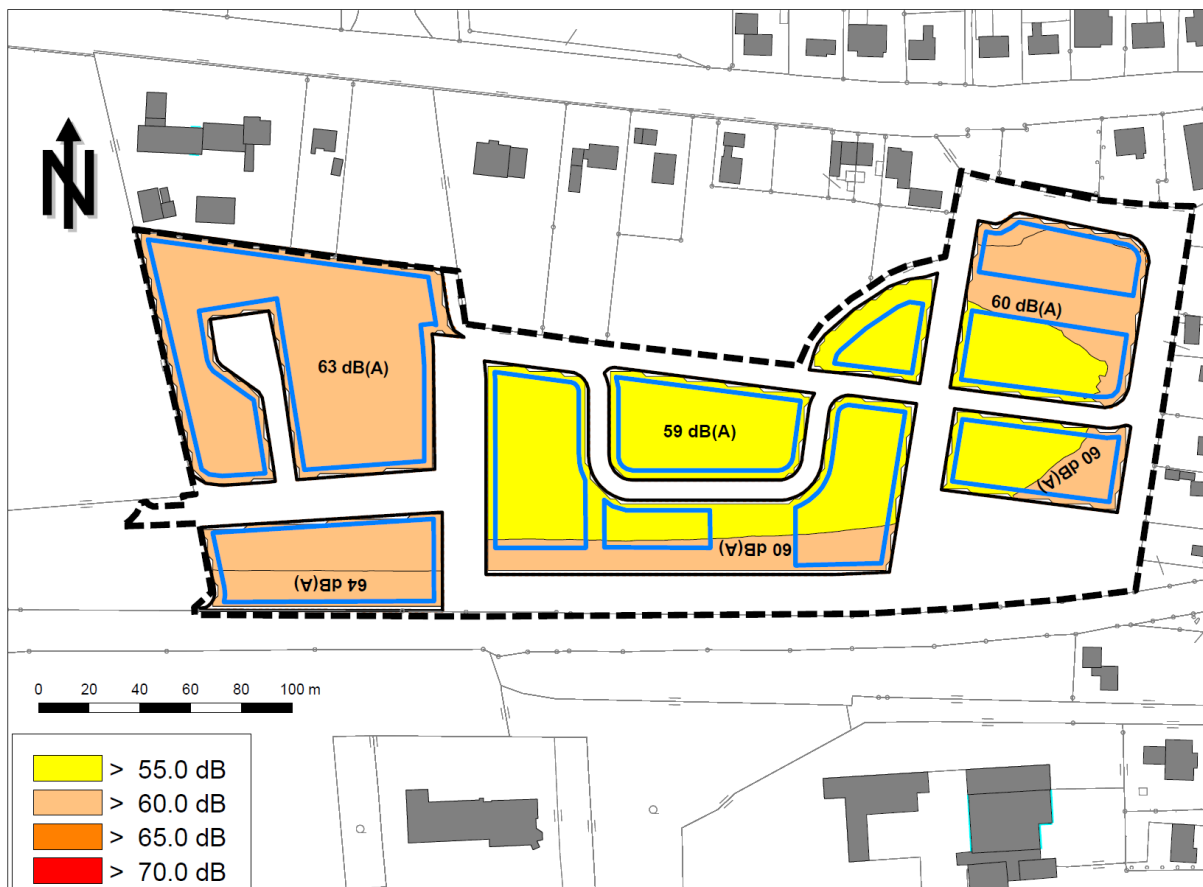 N
60 dB(A)
63 dB(A)
59 dB(A)
60 dB(A)
60 dB(A)
64 dB(A)
0 20 40 60 80 100 m
> 55.0 dB
> 60.0 dB
> 65.0 dB
> 70.0 dB